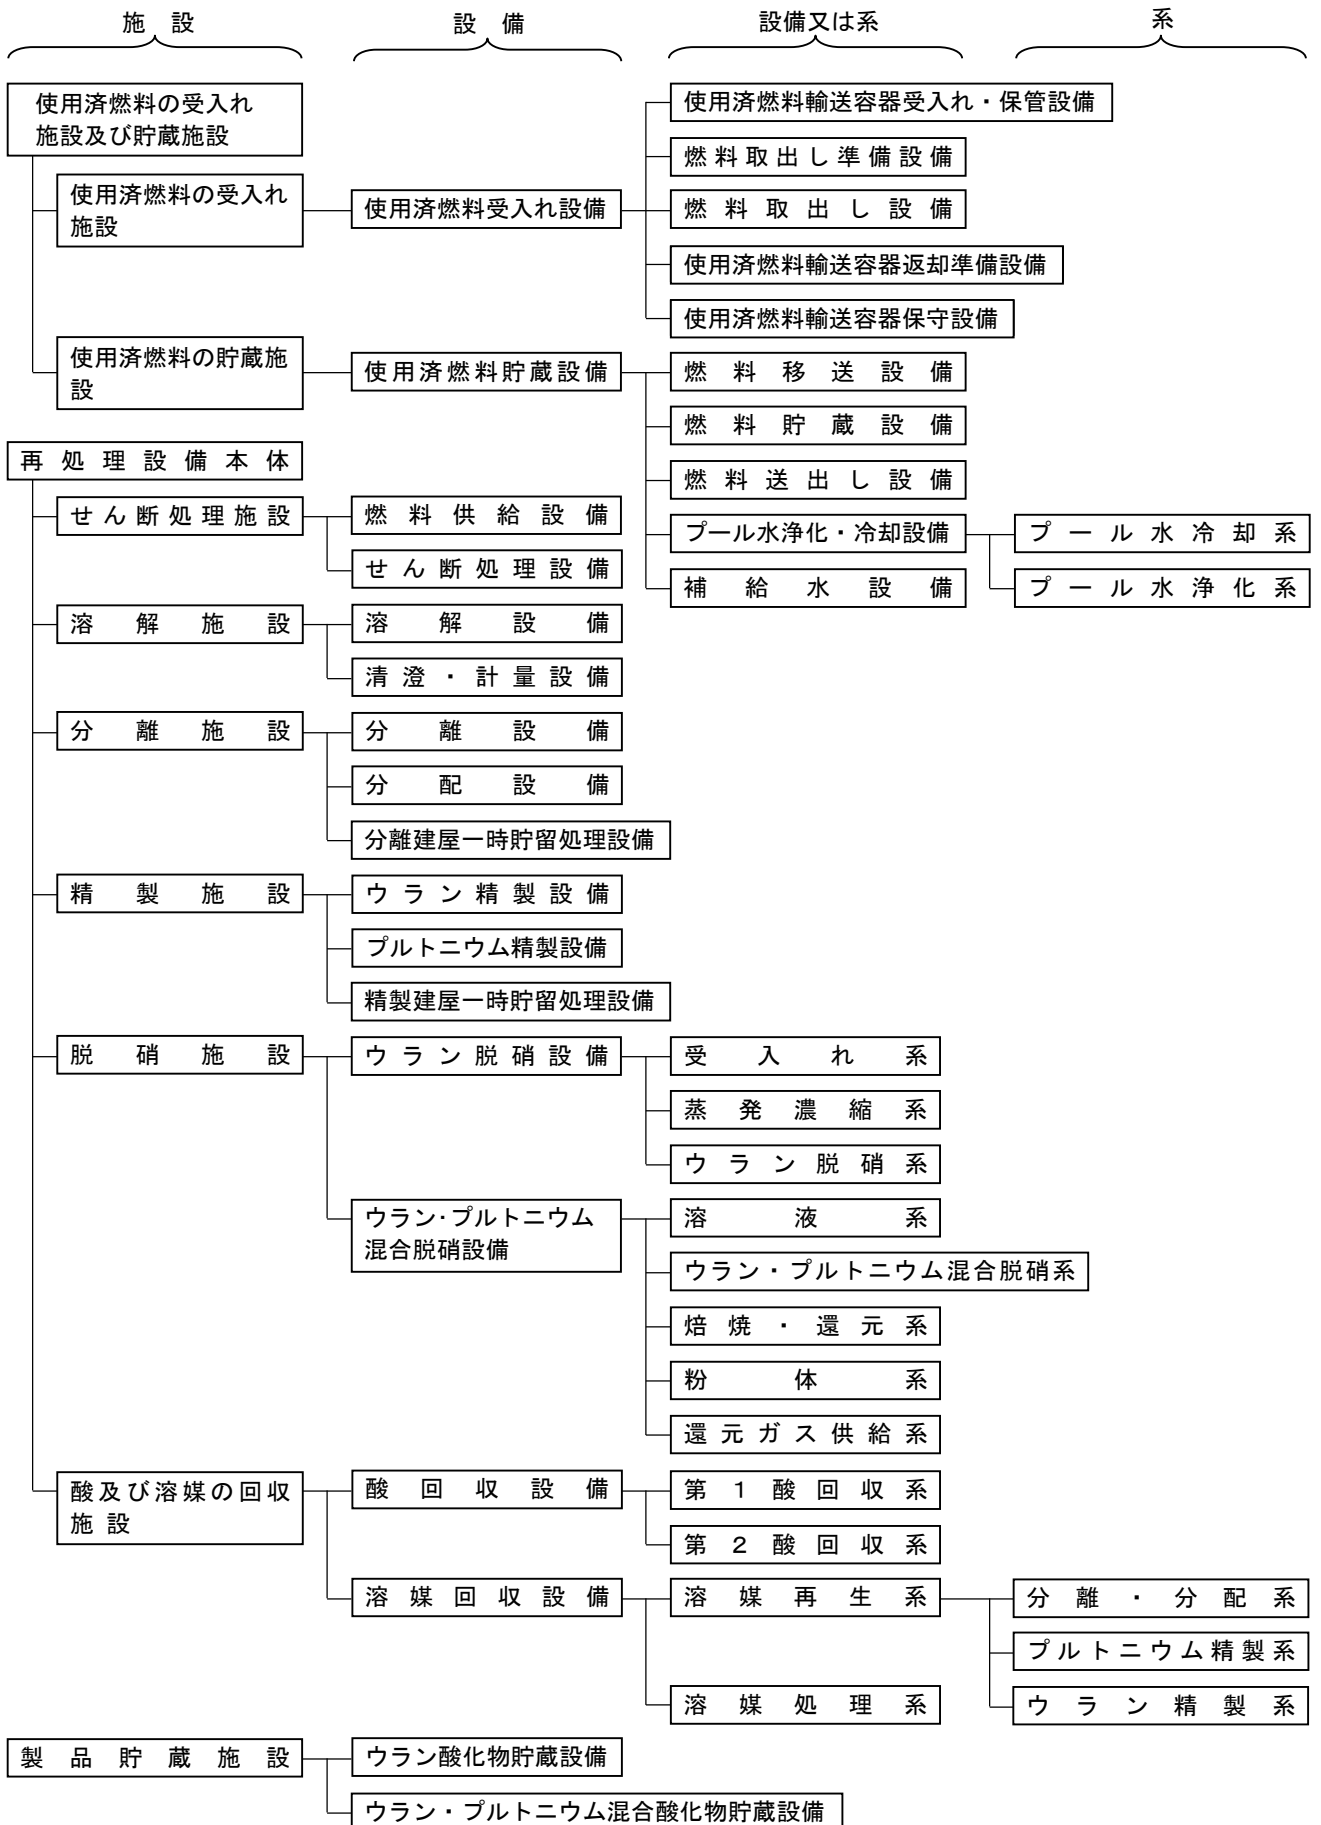 施設 設備 設備又は系 系
使用済燃料の受入れ
施設及び貯蔵施設
使用済燃料の受入れ
施設
使用済燃料受入れ設備
使用済燃料輸送容器受入れ・保管設備
燃料取出し準備設備
燃料取出し設備
使用済燃料輸送容器返却準備設備
使用済燃料輸送容器保守設備
使用済燃料の貯蔵施
設
使用済燃料貯蔵設備
燃料移送設備
燃料貯蔵設備
燃料送出し設備
プール水浄化・冷却設備
プール水冷却系
プール水浄化系
補給水設備
再処理設備本体
せん断処理施設
燃料供給設備
せん断処理設備
溶解施設
溶解設備
清澄・計量設備
分離施設
分離設備
分配設備
分離建屋一時貯留処理設備
精製施設
ウラン精製設備
プルトニウム精製設備
精製建屋一時貯留処理設備
脱硝施設
ウラン脱硝設備
受入れ系
蒸発濃縮系
ウラン脱硝系
ウラン・プルトニウム
混合脱硝設備
溶液系
ウラン・プルトニウム混合脱硝系
焙焼・還元系
粉体系
還元ガス供給系
酸及び溶媒の回収
施設
酸回収設備
第1酸回収系
第2酸回収系
溶媒回収設備
溶媒再生系
分離・分配系
プルトニウム精製系
ウラン精製系
溶媒処理系
製品貯蔵施設
ウラン酸化物貯蔵設備
ウラン・プルトニウム混合酸化物貯蔵設備